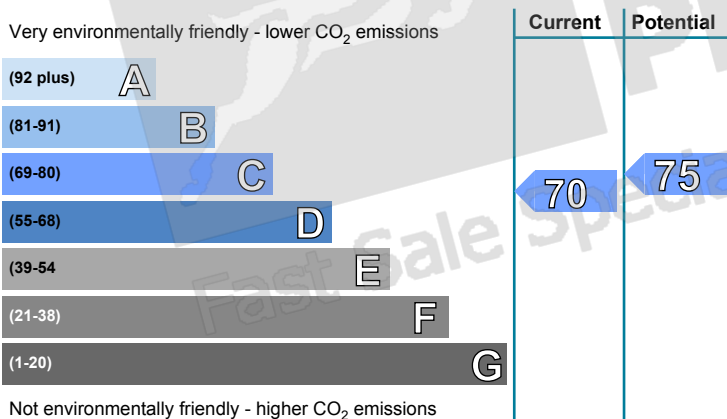 Very environmentally friendly - lower CO2 emissions
Current
Potential
(92 plus) A
(81-91) B
(69-80) C
(55-68) D
(39-54 E
(21-38) F
(1-20) G
70
75
Not environmentally friendly - higher CO2 emissions
Fast Sale